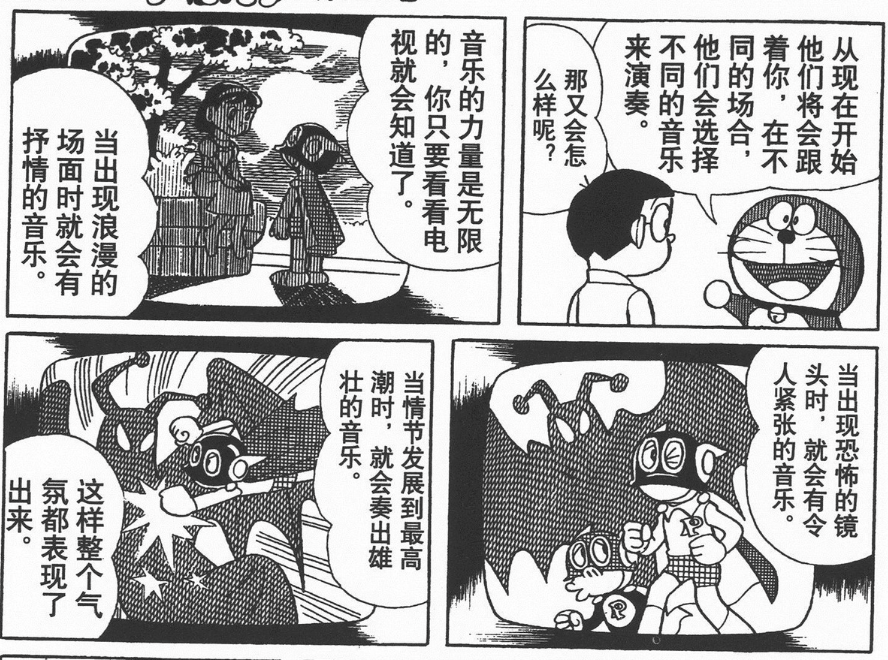 从现在开始
他们将会跟
着你，在不
同的场合，
他们会选择
不同的音乐
来演奏。
那又会怎
么样呢？
音乐的力量是无限
的，你只要看看电
视就会知道了。
当出现浪漫的
场面时就会有
抒情的音乐。
当出现恐怖的镜
头时，就会有令
人紧张的音乐。
P
P
当情节发展到最高
潮时，就会奏出雄
壮的音乐。
这样整个气
氛都表现了
出来。